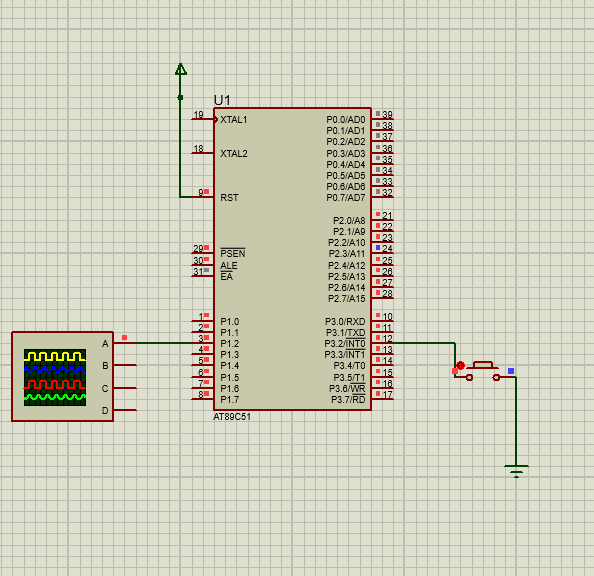 U1
19 XTAL1
18 XTAL2
9 RST
29 PSEN
30 ALE
31 EA
1 P1.0
2 P1.1
3 P1.2
4 P1.3
5 P1.4
6 P1.5
7 P1.6
8 P1.7
P0.0/AD0 39
P0.1/AD1 38
P0.2/AD2 37
P0.3/AD3 36
P0.4/AD4 35
P0.5/AD5 34
P0.6/AD6 33
P0.7/AD7 32
P2.0/A8 21
P2.1/A9 22
P2.2/A10 23
P2.3/A11 24
P2.4/A12 25
P2.5/A13 26
P2.6/A14 27
P2.7/A15 28
P3.0/RXD 10
P3.1/TXD 11
P3.2/INT0 12
P3.3/INT1 13
P3.4/T0 14
P3.5/T1 15
P3.6/WR 16
P3.7/RD 17
AT89C51
A
B
C
D